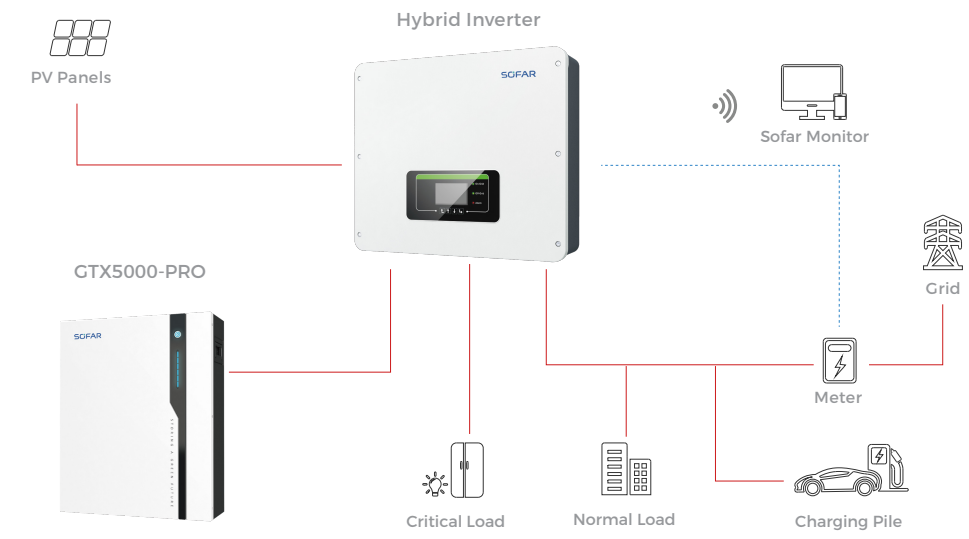 Hybrid Inverter
PV Panels
SOFAR
Sofar Monitor
GTX5000-PRO
SOFAR
Grid
Meter
Critical Load
Normal Load
Charging Pile